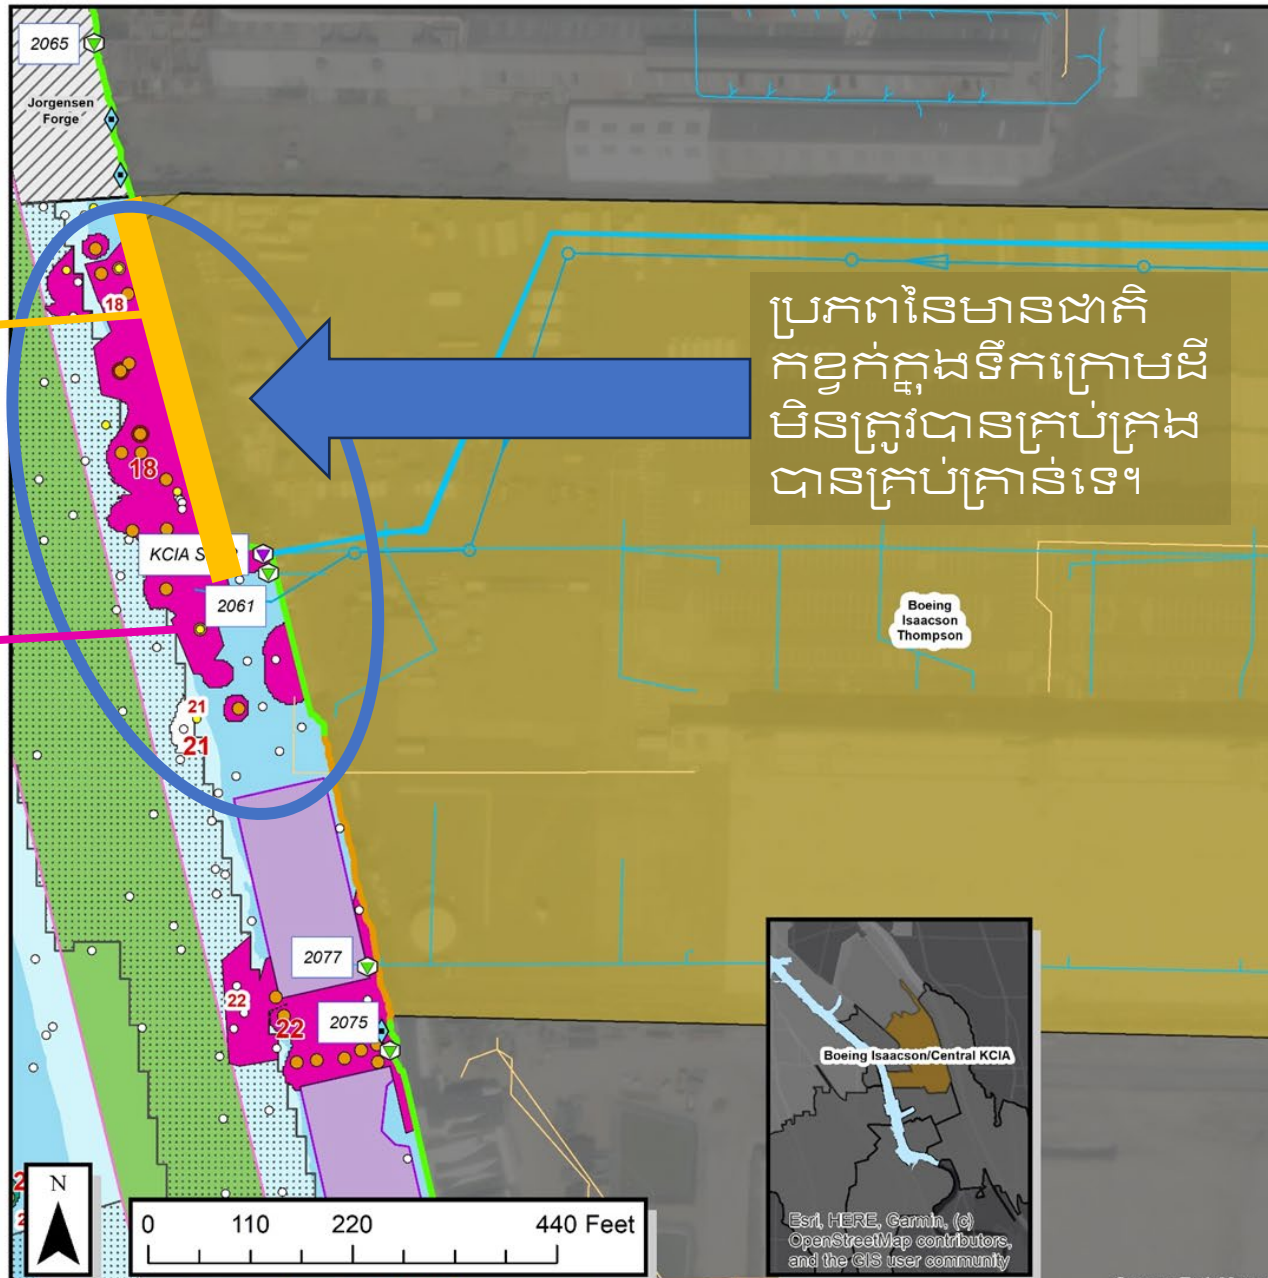 2065
Jorgensen
Forge
18
ប្រភពនៃមានជាតិ
កខ្វក់ក្នុងទឹកក្រោមដី
មិនត្រូវបានគ្រប់គ្រង
បានគ្រប់គ្រាន់ទេ។
18
KCIA
2061
Boeing
Isaacson
Thompson
21
21
2077
22
22
2075
Boeing Isaacson/Central KCIA
N
0 110 220 440 Feet
Esri, HERE, Garmin, (c)
OpenStreetMap contributors,
and the GIS user community